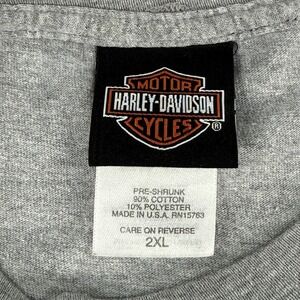 MOTOR
HARLEY-DAVIDSON
CYCLES®
PRE-SHRUNK
90% COTTON
10% POLYESTER
MADE IN U.S.A. RN15763
CARE ON REVERSE
2XL